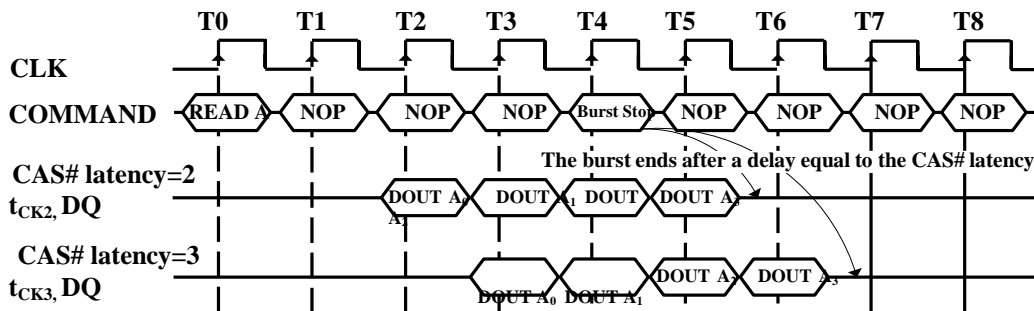 T0 T1 T2 T3 T4 T5 T6 T7 T8
CLK
COMMAND READ A NOP NOP NOP Burst Stop NOP NOP NOP NOP
The burst ends after a delay equal to the CAS# latency
CAS# latency=2
tCK2, DQ DOUT A0 DOUT A1 DOUT A2 DOUT A3
CAS# latency=3
tCK3, DQ DOUT A0 DOUT A1 DOUT A2 DOUT A3